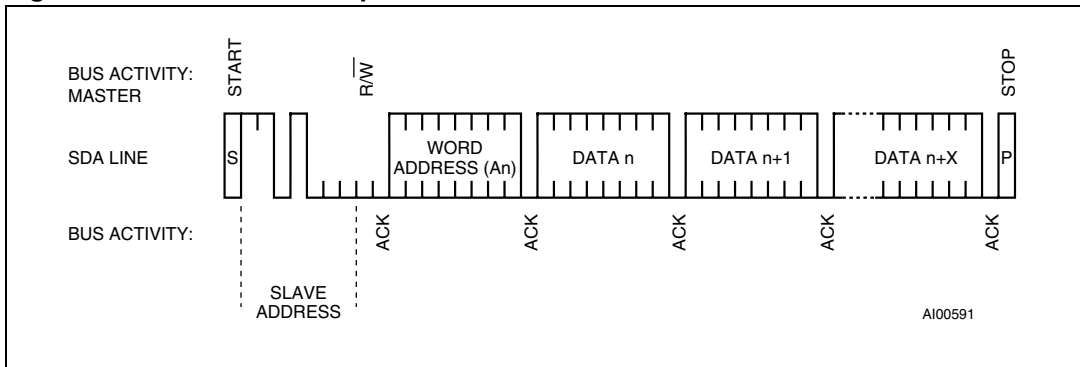 BUS ACTIVITY:
MASTER
START
R/W
STOP
SDA LINE
S
WORD
ADDRESS (An)
DATA n
DATA n+1
DATA n+X
P
BUS ACTIVITY:
ACK
ACK
ACK
ACK
ACK
SLAVE
ADDRESS
AI00591